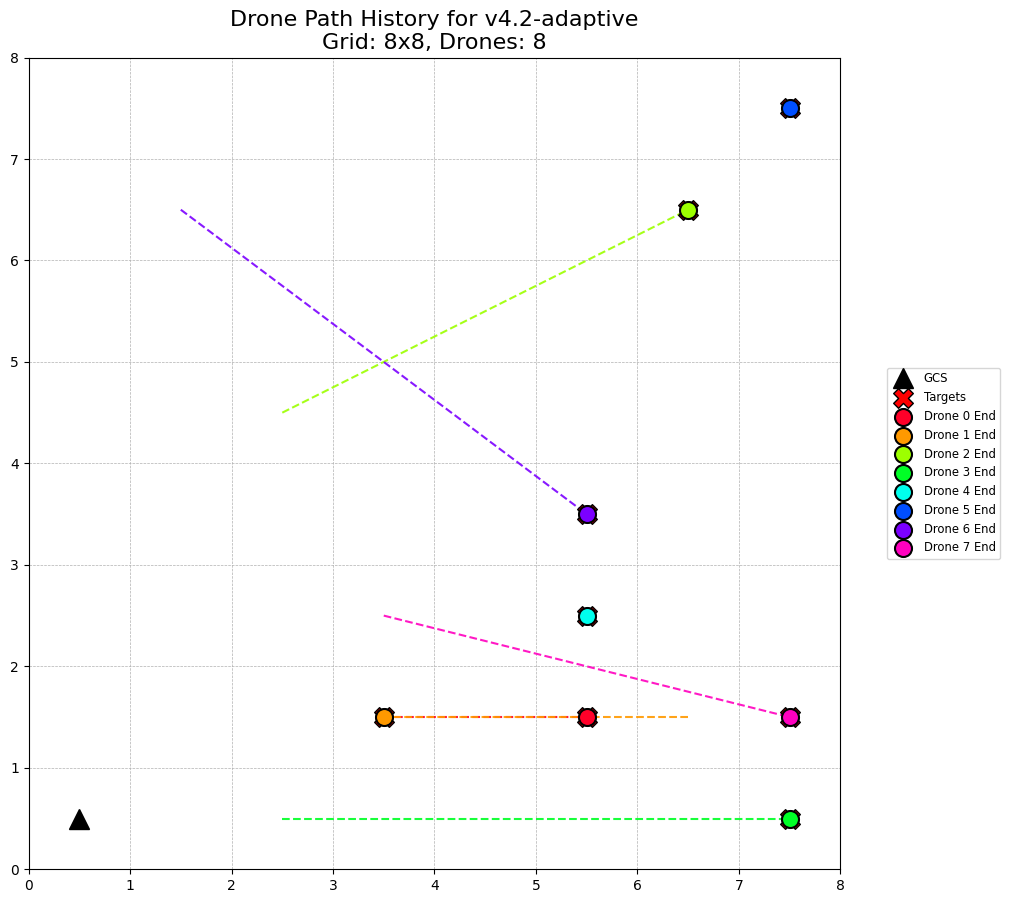 Drone Path History for v4.2-adaptive
Grid: 8x8, Drones: 8
8
7
6
5
4
3
2
1
0
0 1 2 3 4 5 6 7 8
GCS
Targets
Drone 0 End
Drone 1 End
Drone 2 End
Drone 3 End
Drone 4 End
Drone 5 End
Drone 6 End
Drone 7 End